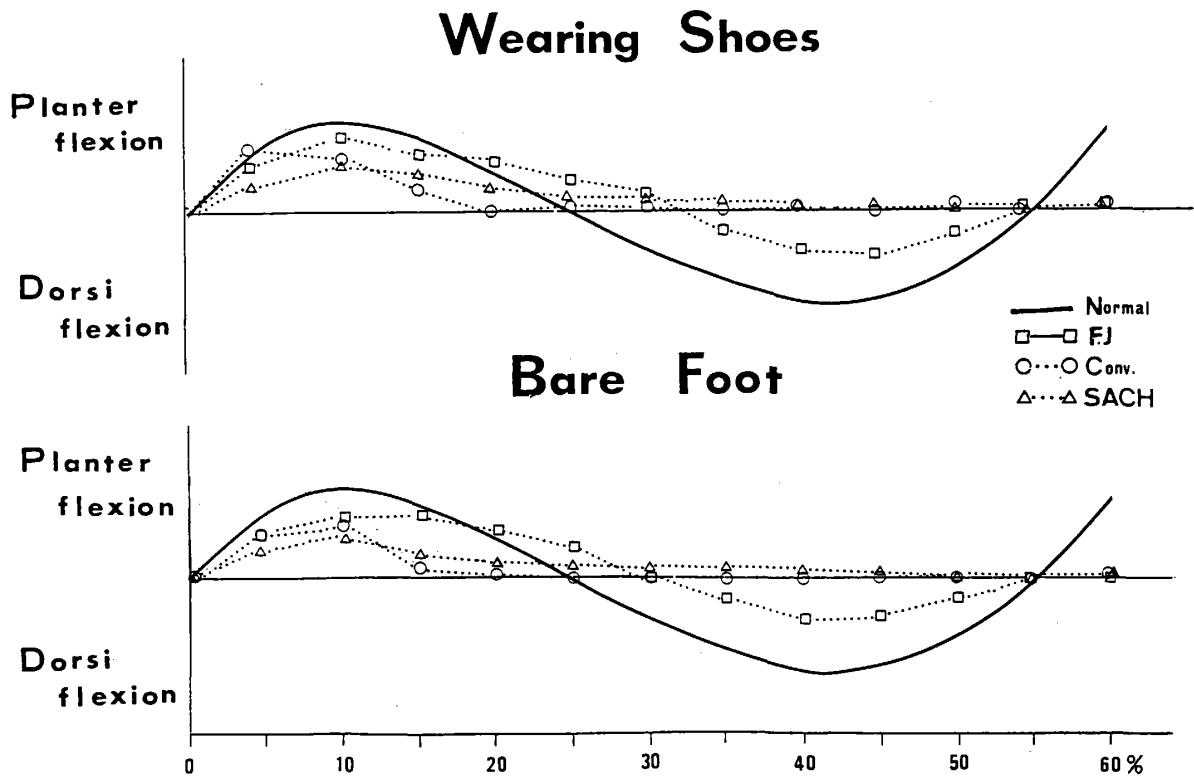 Wearing Shoes
Planter
flexion
Dorsi
flexion
Normal
FJ
Conv.
SACH
Bare Foot
Planter
flexion
Dorsi
flexion
0 10 20 30 40 50 60 %